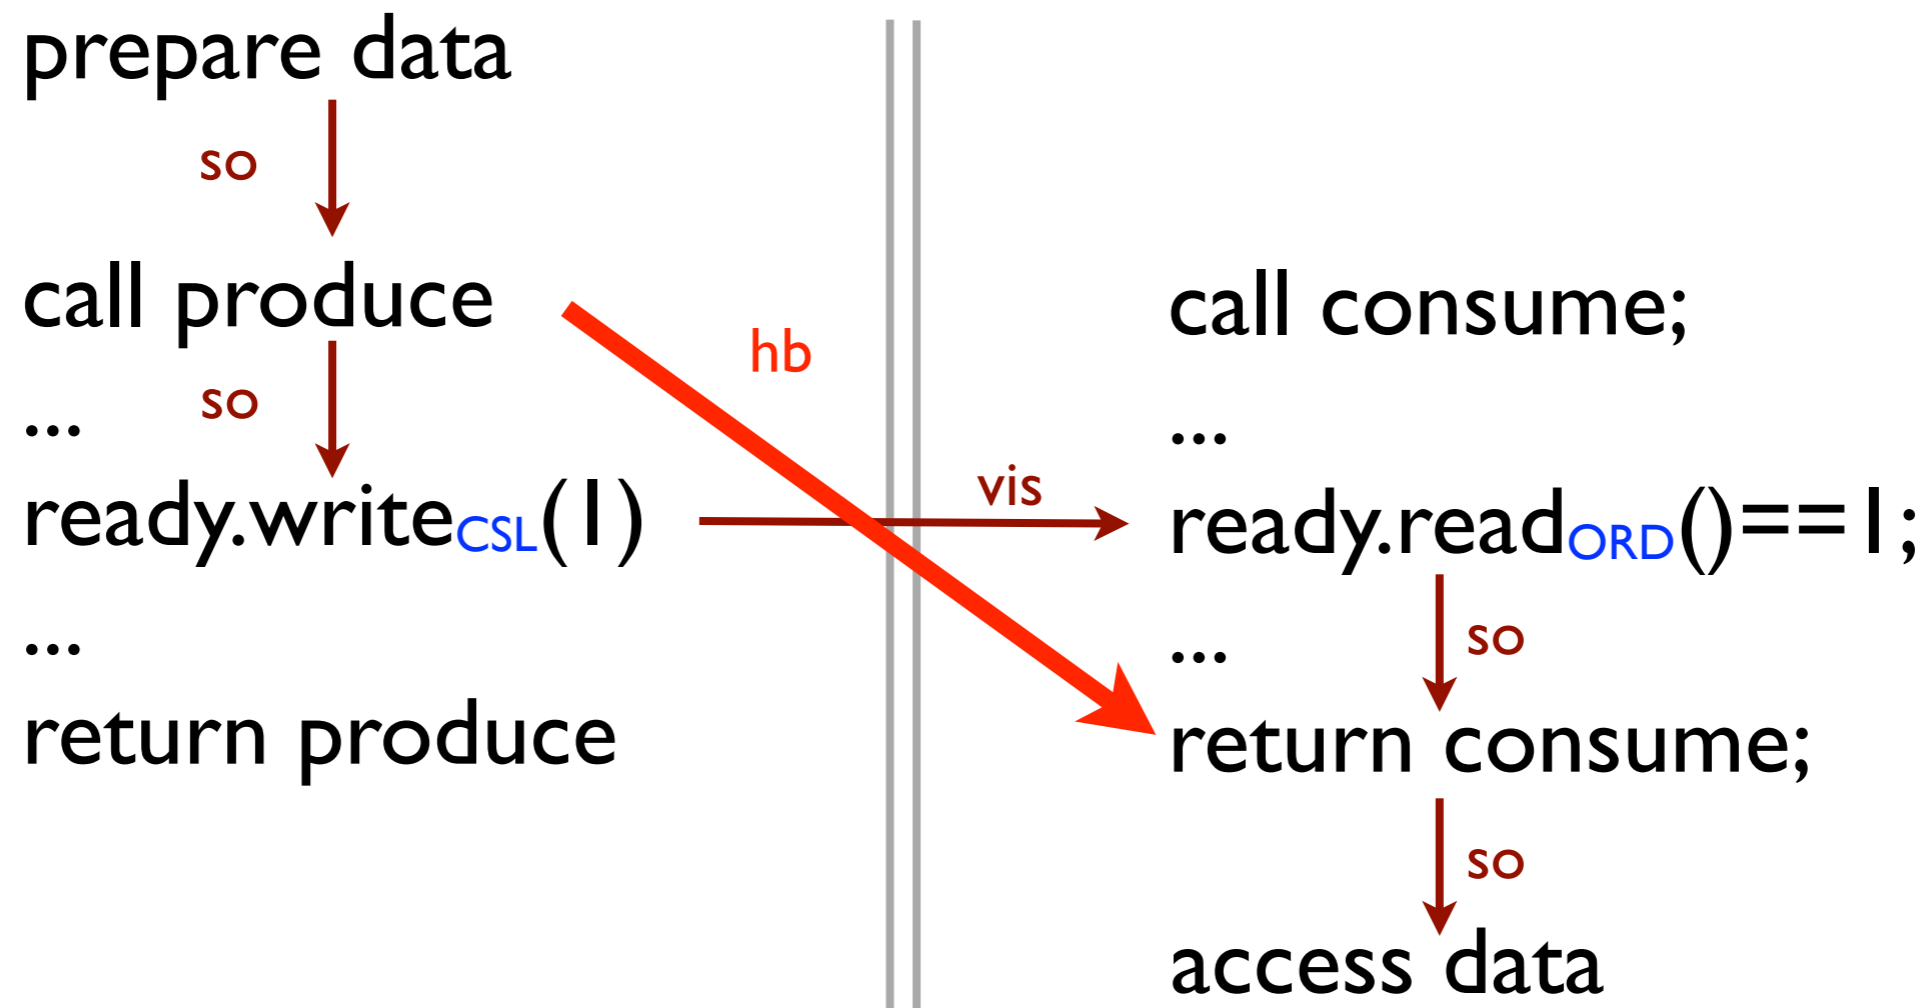 prepare data
so
call produce
so
...
ready.writeCSL(1)
...
return produce
hb
vis
call consume;
...
ready.readORD()==1;
so
...
return consume;
so
access data